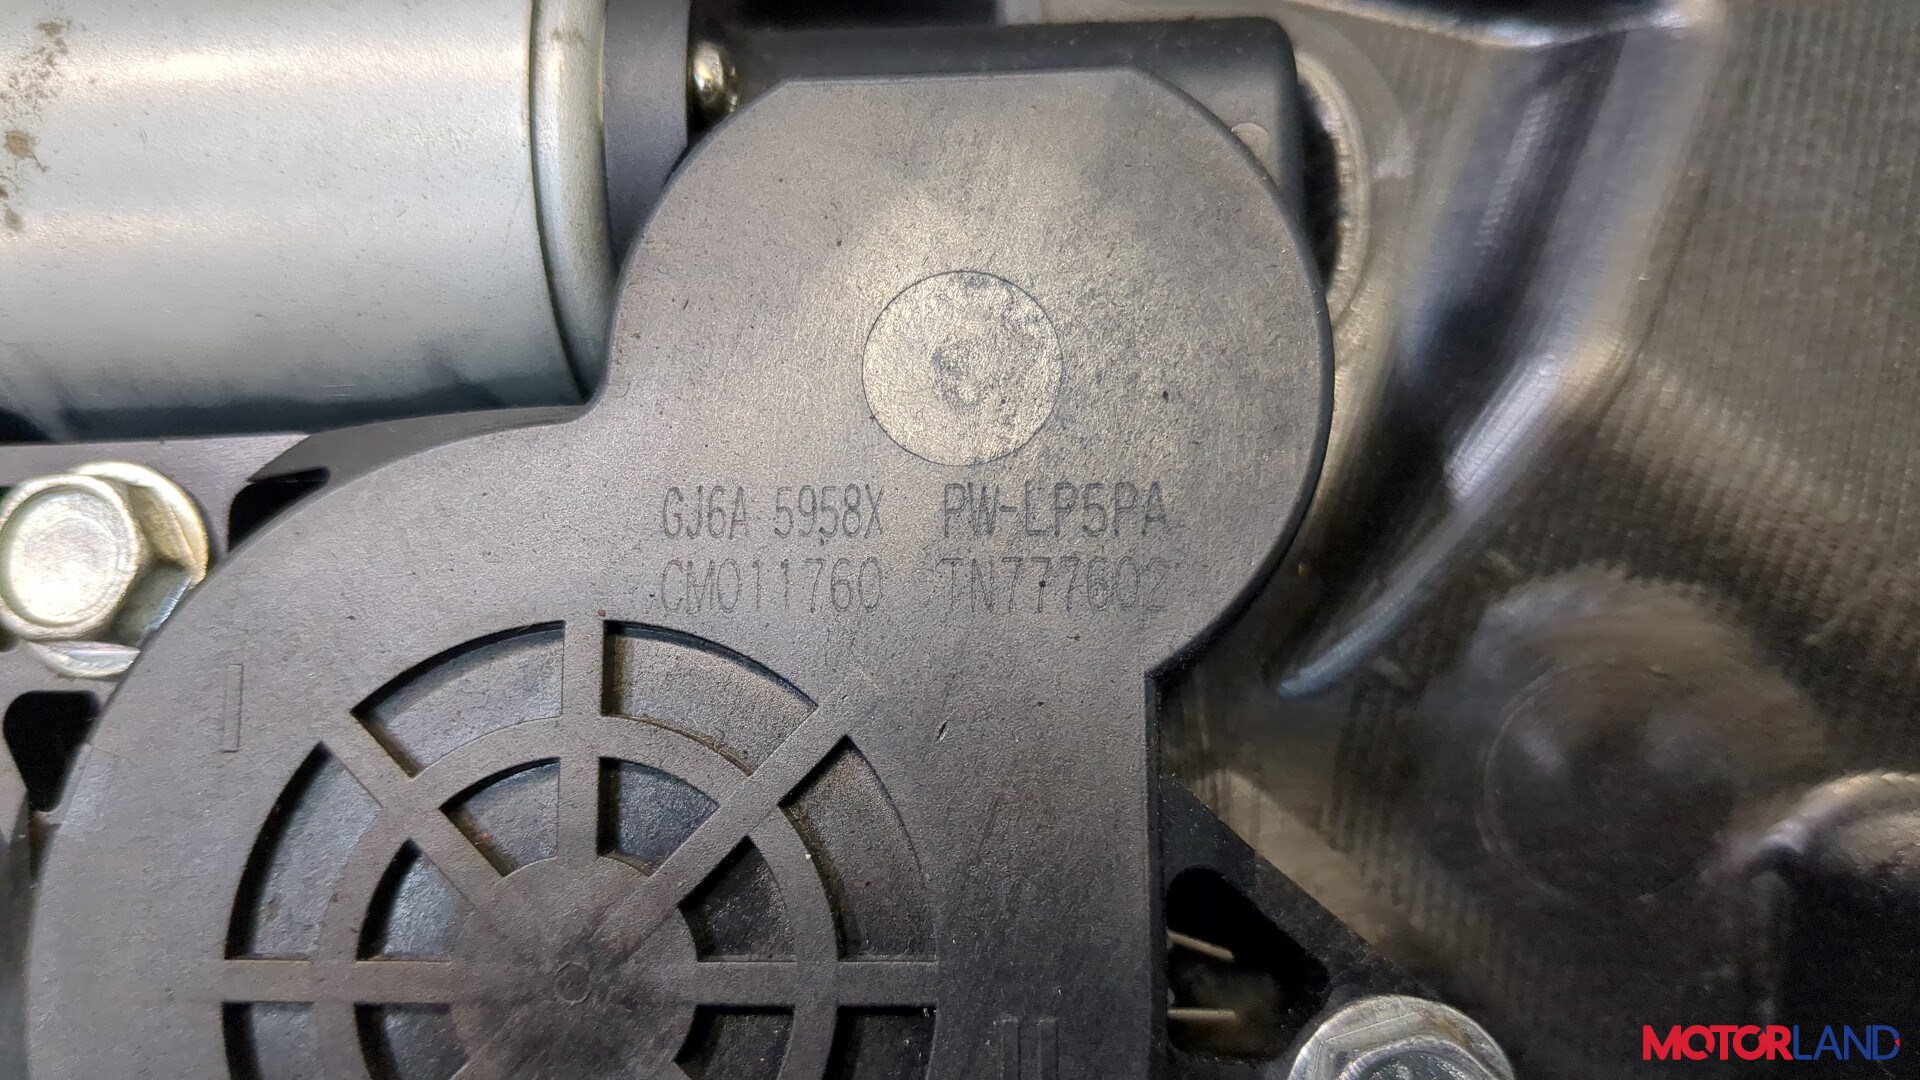 GJ6A 5958X PW-LP5PA
CM011760 TN777602
MOTORLAND